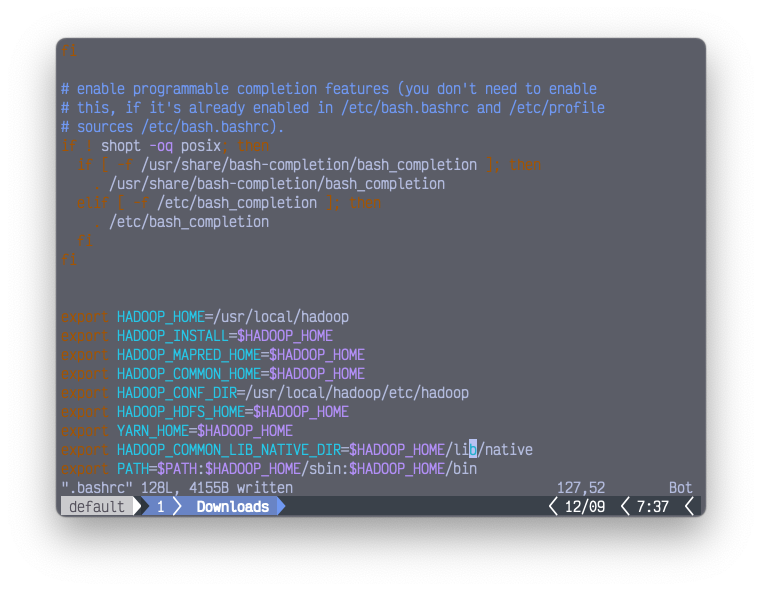 fi
# enable programmable completion features (you don't need to enable
# this, if it's already enabled in /etc/bash.bashrc and /etc/profile
# sources /etc/bash.bashrc).
if ! shopt -oq posix; then
if [ -f /usr/share/bash-completion/bash_completion ]; then
. /usr/share/bash-completion/bash_completion
elif [ -f /etc/bash_completion ]; then
. /etc/bash_completion
fi
fi
export HADOOP_HOME=/usr/local/hadoop
export HADOOP_INSTALL=$HADOOP_HOME
export HADOOP_MAPRED_HOME=$HADOOP_HOME
export HADOOP_COMMON_HOME=$HADOOP_HOME
export HADOOP_CONF_DIR=/usr/local/hadoop/etc/hadoop
export HADOOP_HDFS_HOME=$HADOOP_HOME
export YARN_HOME=$HADOOP_HOME
export HADOOP_COMMON_LIB_NATIVE_DIR=$HADOOP_HOME/lib/native
export PATH=$PATH:$HADOOP_HOME/sbin:$HADOOP_HOME/bin
".bashrc" 128L, 4155B written 127,52 Bot
default 1 Downloads 12/09 7:37